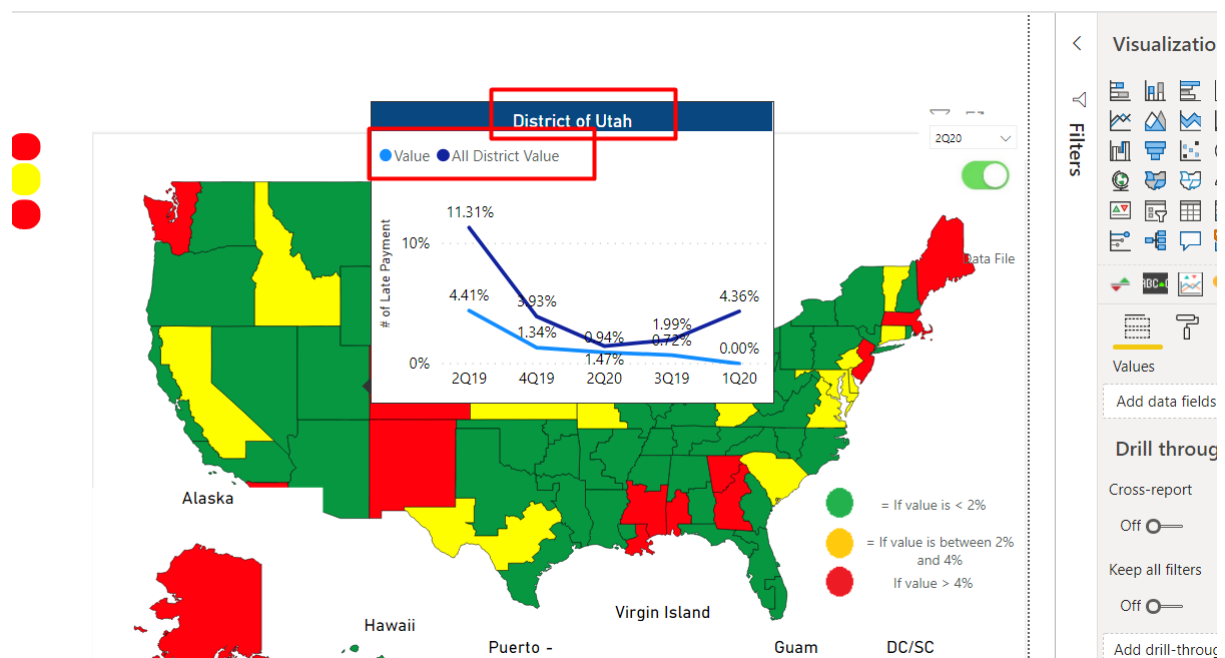 Visualizatio
District of Utah
2Q20
Value All District Value
Filters
# of Late Payment
11.31%
10%
4.41%
3.93%
4.36%
1.34%
0.94%
1.99%
0.72%
1.47%
0.00%
0%
2Q19 4Q19 2Q20 3Q19 1Q20
Data File
Values
Add data fields
Drill throug
Cross-report
Off
Keep all filters
Off
Add drill-throug
Alaska
= If value is < 2%
= If value is between 2%
and 4%
If value > 4%
Virgin Island
Hawaii
Puerto -
Guam
DC/SC